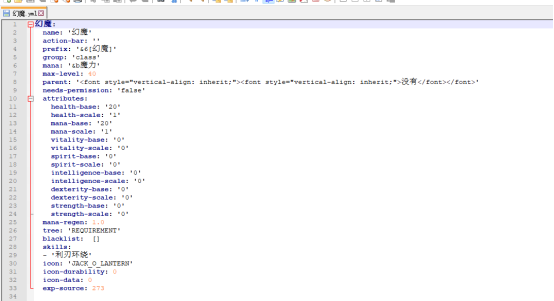 幻魔.yml
1 幻魔:
2 name: '幻魔'
3 action-bar: ''
4 prefix: '&6[幻魔]'
5 group: 'class'
6 mana: '&b魔力'
7 max-level: 40
8 parent: '<font style="vertical-align: inherit;"><font style="vertical-align: inherit;">没有</font></font>'
9 needs-permission: 'false'
10 attributes:
11 health-base: '20'
12 health-scale: '1'
13 mana-base: '20'
14 mana-scale: '1'
15 vitality-base: '0'
16 vitality-scale: '0'
17 spirit-base: '0'
18 spirit-scale: '0'
19 intelligence-base: '0'
20 intelligence-scale: '0'
21 dexterity-base: '0'
22 dexterity-scale: '0'
23 strength-base: '0'
24 strength-scale: '0'
25 mana-regen: 1.0
26 tree: 'REQUIREMENT'
27 blacklist: []
28 skills:
29 - '利刃环绕'
30 icon: 'JACK_O_LANTERN'
31 icon-durability: 0
32 icon-data: 0
33 exp-source: 273
34